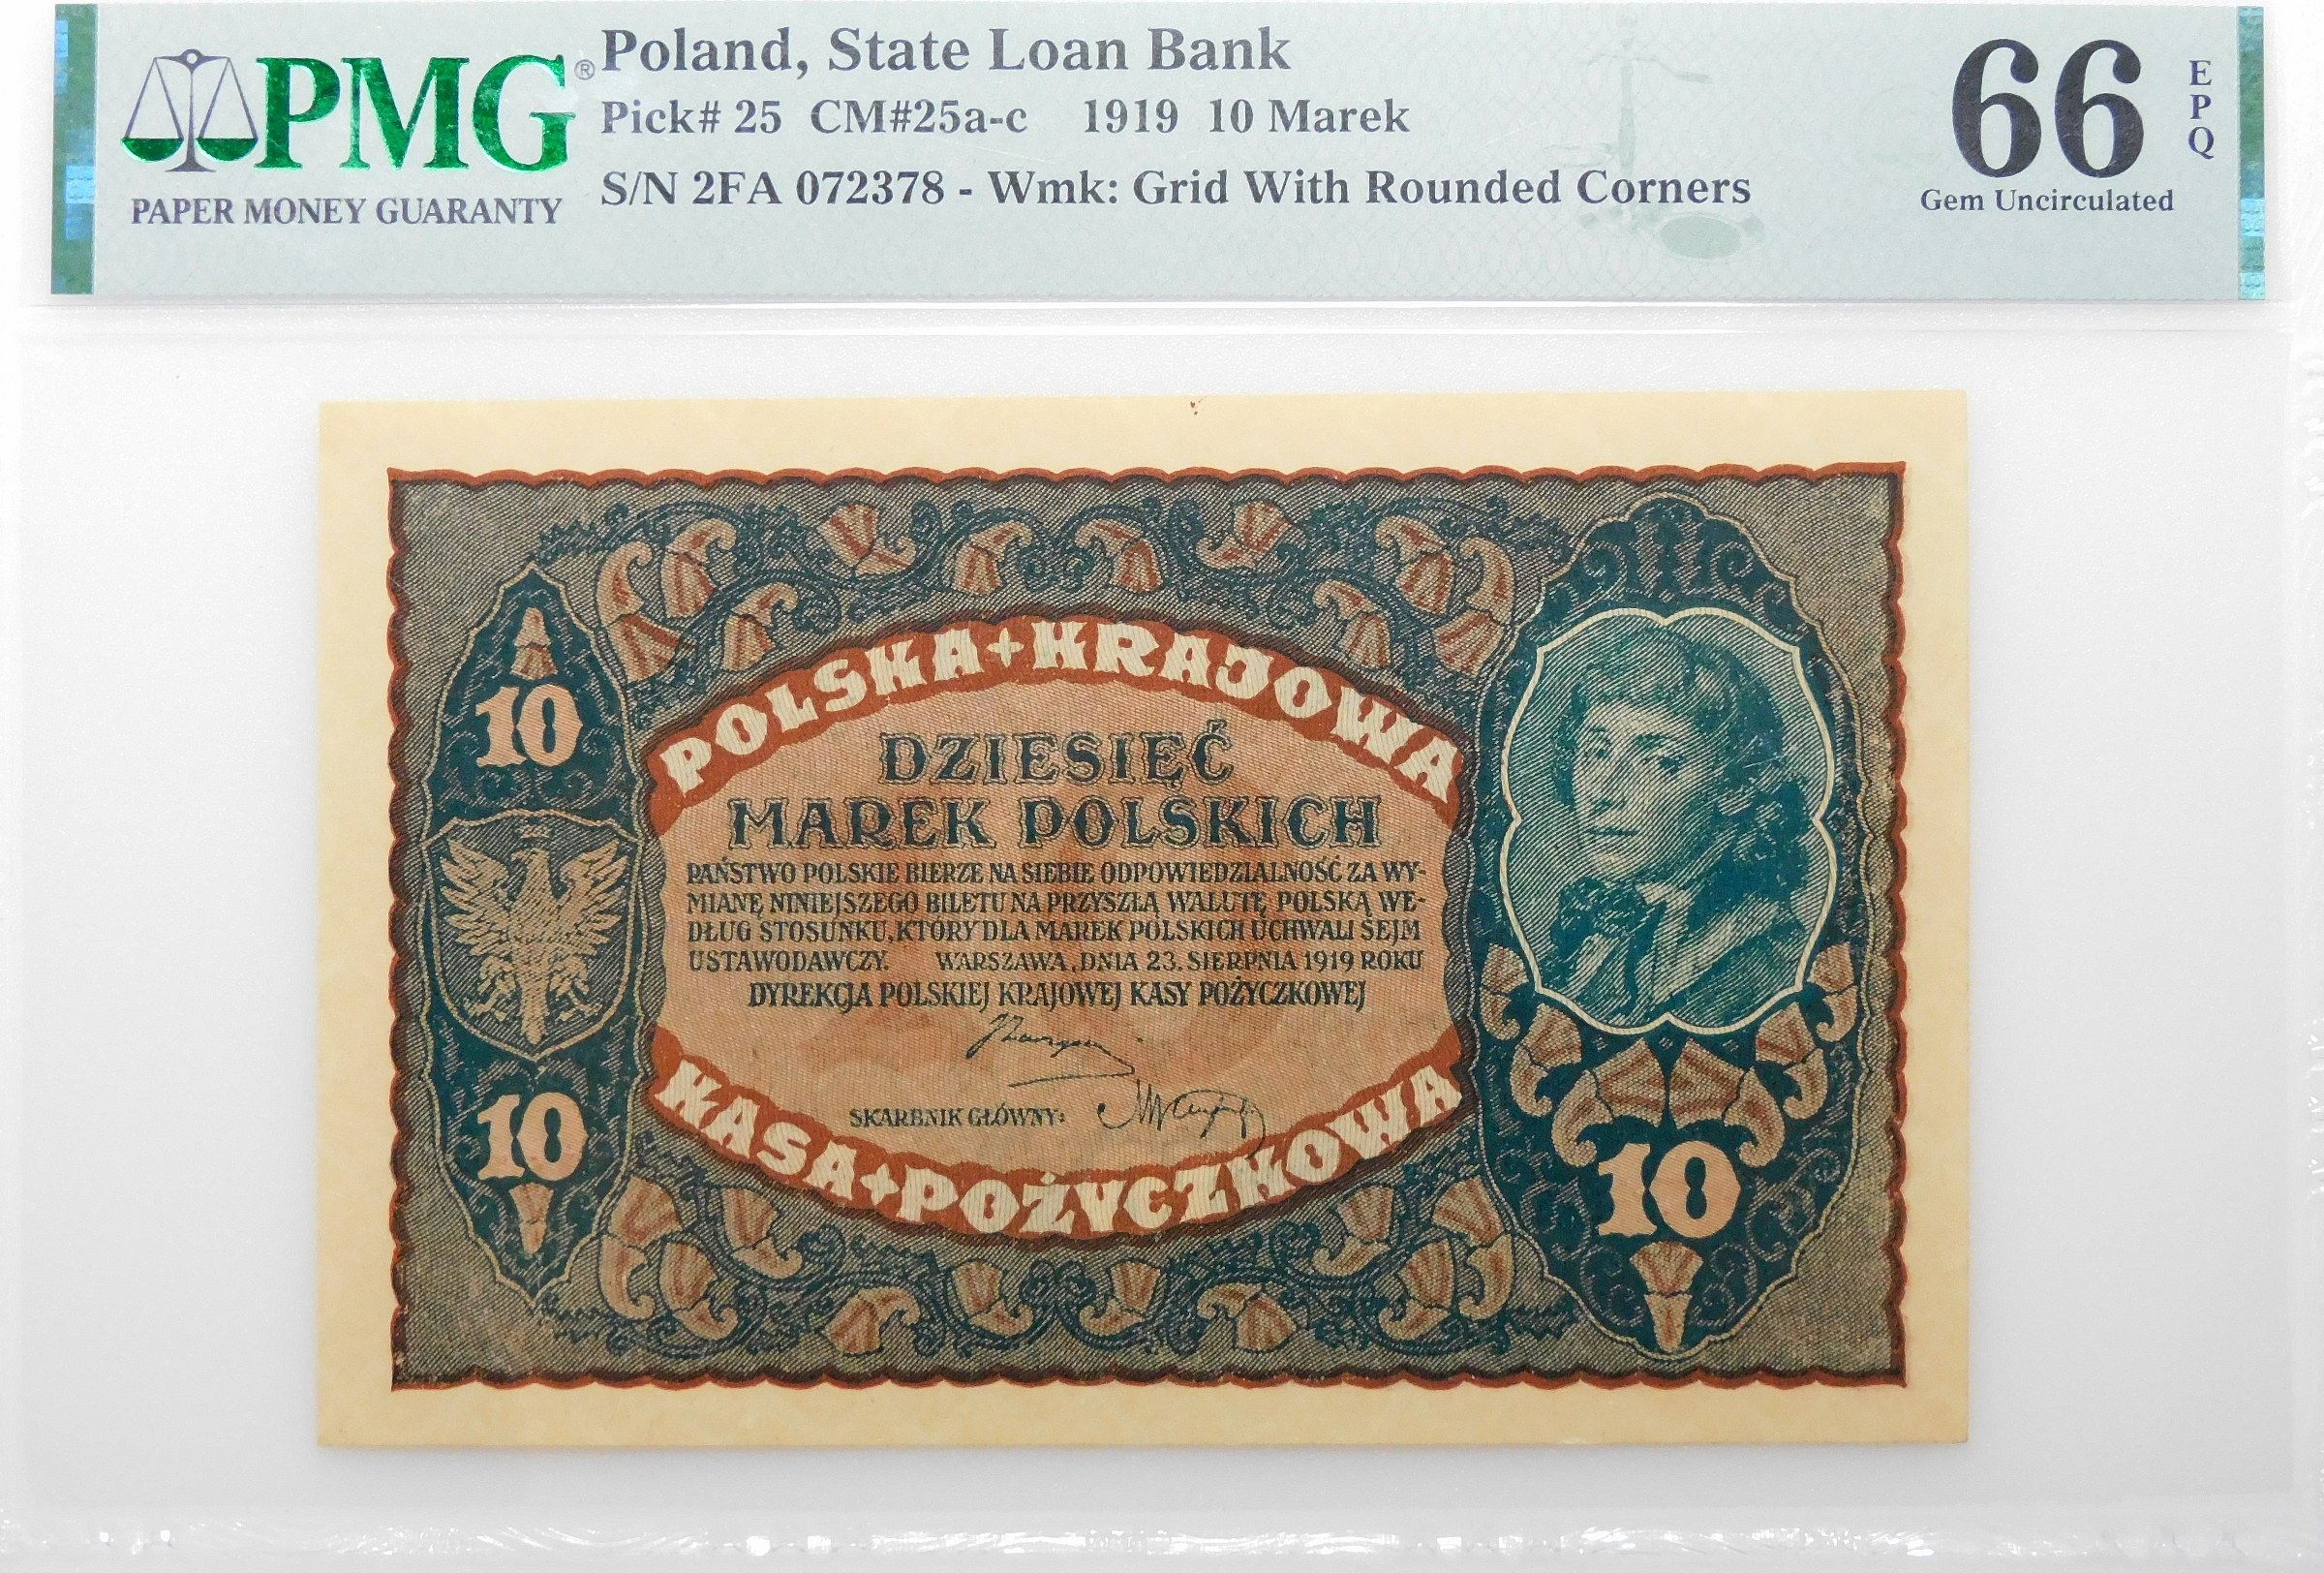 PMG®
PAPER MONEY GUARANTY
Poland, State Loan Bank
Pick# 25 CM#25a-c 1919 10 Marek
S/N 2FA 072378 - Wmk: Grid With Rounded Corners
66
EPQ
Gem Uncirculated
POLSKA+KRAJOWA
10
DZIESIĘĆ
MAREK POLSKICH
PAŃSTWO POLSKIE BIERZE NA SIEBIE ODPOWIEDZIALNOŚĆ ZA WY-
MIANĘ NINIEJSZEGO BILETU NA PRZYSZŁĄ WALUTĘ POLSKĄ WE-
DŁUG STOSUNKU, KTÓRY DLA MAREK POLSKICH UCHWALI SEJM
USTAWODAWCZY. WARSZAWA, DNIA 23. SIERPNIA 1919 ROKU
DYREKCJA POLSKIEJ KRAJOWEJ KASY POŻYCZKOWEJ
SKARBNIK GŁÓWNY:
10
KASA+POŻYCZKOWA
10